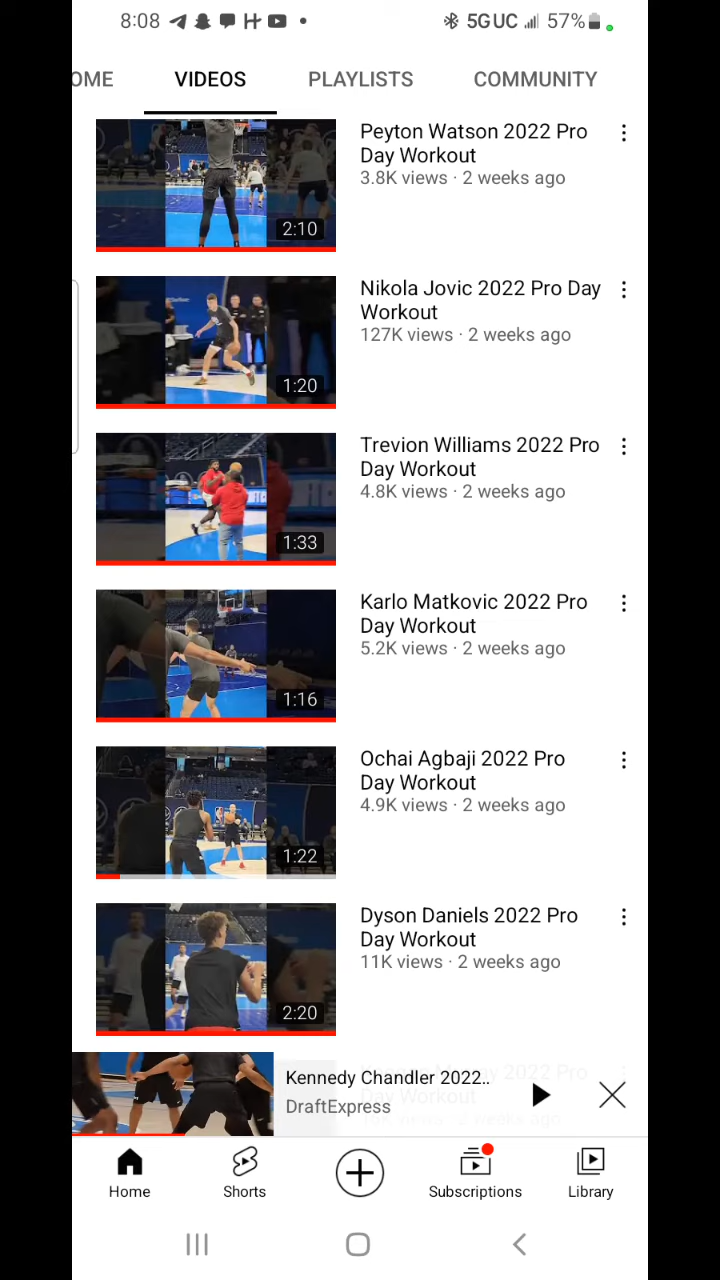 8:08
5G UC
57%
OME
VIDEOS
PLAYLISTS
COMMUNITY
Peyton Watson 2022 Pro
Day Workout
3.8K views · 2 weeks ago
2:10
Nikola Jovic 2022 Pro Day
Workout
127K views · 2 weeks ago
1:20
Trevion Williams 2022 Pro
Day Workout
4.8K views · 2 weeks ago
1:33
Karlo Matkovic 2022 Pro
Day Workout
5.2K views · 2 weeks ago
1:16
Ochai Agbaji 2022 Pro
Day Workout
4.9K views · 2 weeks ago
1:22
Dyson Daniels 2022 Pro
Day Workout
11K views · 2 weeks ago
2:20
Kennedy Chandler 2022..
DraftExpress
Home
Shorts
Subscriptions
Library